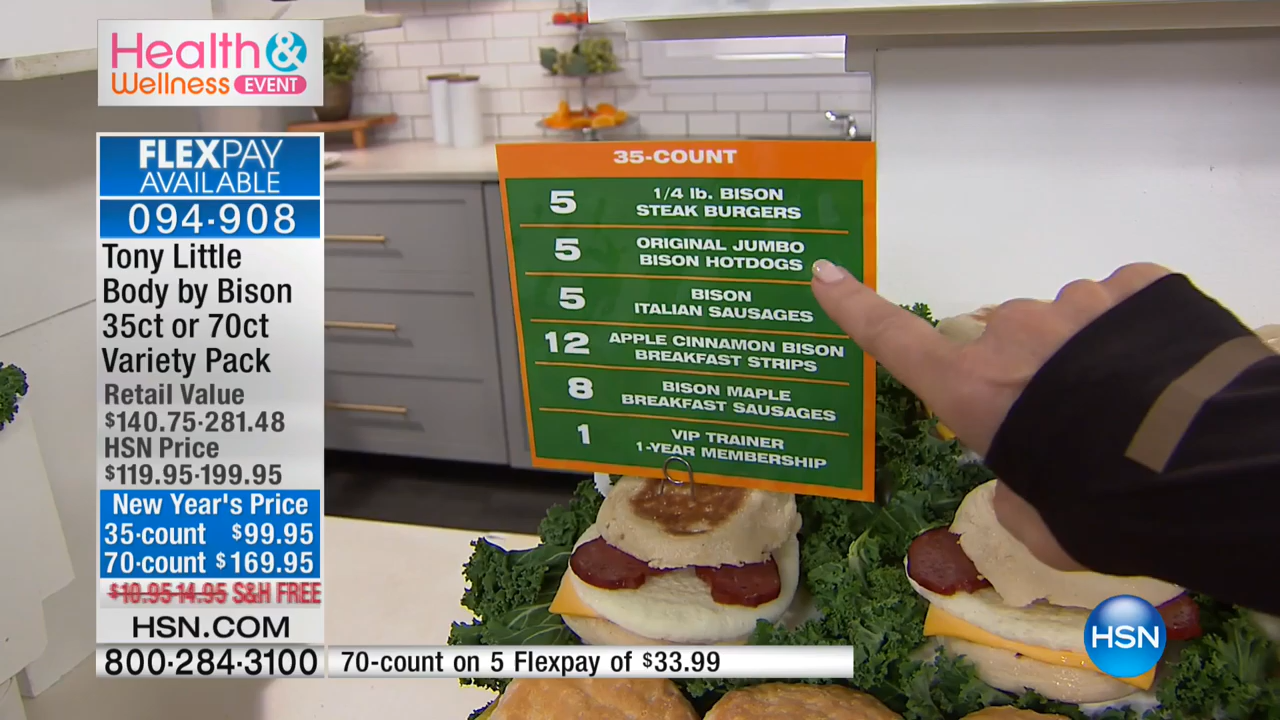 Health &
Wellness EVENT
FLEXPAY
AVAILABLE
094-908
Tony Little
Body by Bison
35ct or 70ct
Variety Pack
Retail Value
$140.75-281.48
HSN Price
$119.95-199.95
New Year's Price
35-count $99.95
70-count $169.95
$10.95-14.95 S&H FREE
HSN.COM
800-284-3100
70-count on 5 Flexpay of $33.99
35-COUNT
5 1/4 lb. BISON
STEAK BURGERS
5 ORIGINAL JUMBO
BISON HOTDOGS
5 BISON
ITALIAN SAUSAGES
12 APPLE CINNAMON BISON
BREAKFAST STRIPS
8 BISON MAPLE
BREAKFAST SAUSAGES
1 VIP TRAINER
1-YEAR MEMBERSHIP
HSN